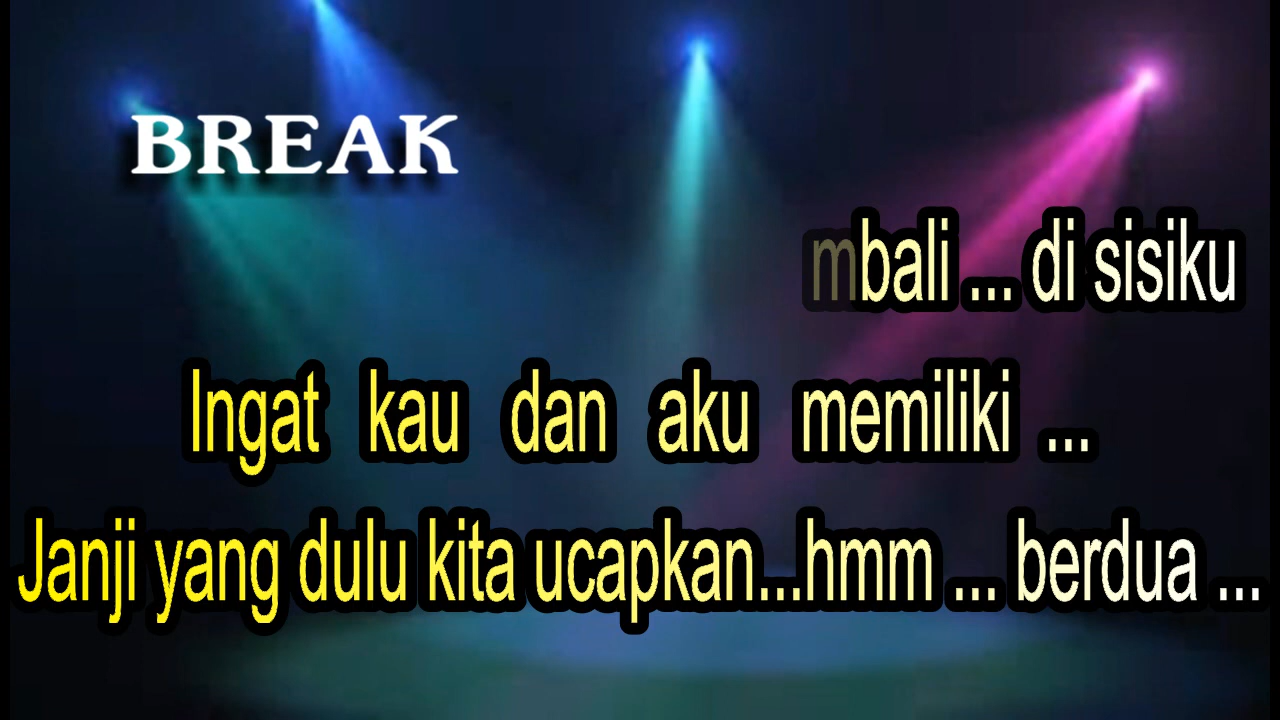 BREAK
mbali ... di sisiku
Ingat kau dan aku memiliki ...
Janji yang dulu kita ucapkan...hmm ... berdua ...